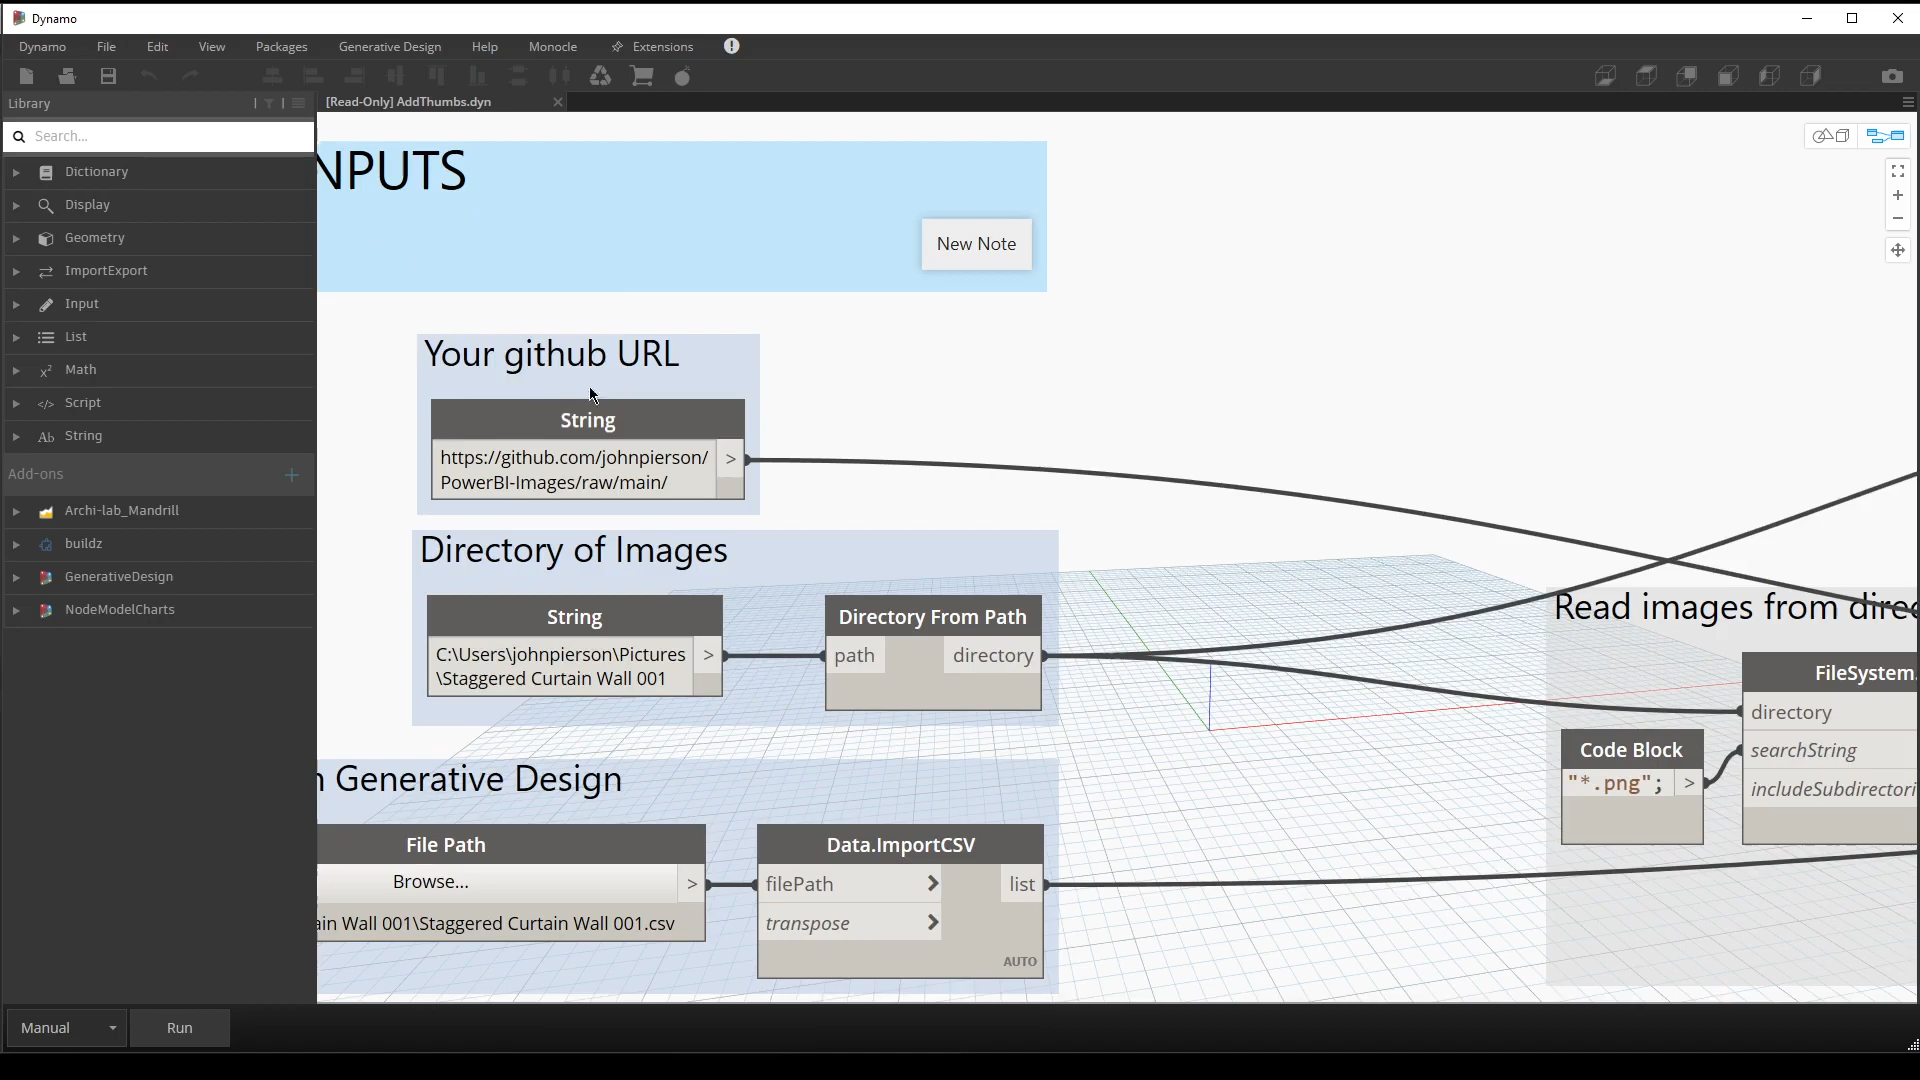 Dynamo
Dynamo File Edit View Packages Generative Design Help Monocle Extensions
Library
[Read-Only] AddThumbs.dyn
Search...
Dictionary
Display
Geometry
ImportExport
Input
List
Math
Script
String
Add-ons
Archi-lab_Mandrill
buildz
GenerativeDesign
NodeModelCharts
NPUTS
New Note
Your github URL
String
https://github.com/johnpierson/
PowerBI-Images/raw/main/
>
Directory of Images
String
C:\Users\johnpierson\Pictures
\Staggered Curtain Wall 001
>
Directory From Path
path directory
n Generative Design
File Path
Browse... >
ain Wall 001\Staggered Curtain Wall 001.csv
Data.ImportCSV
filePath list
transpose
AUTO
Read images from direc
FileSystem.
directory
searchString
includeSubdirectori
Code Block
"*.png"; >
Manual Run